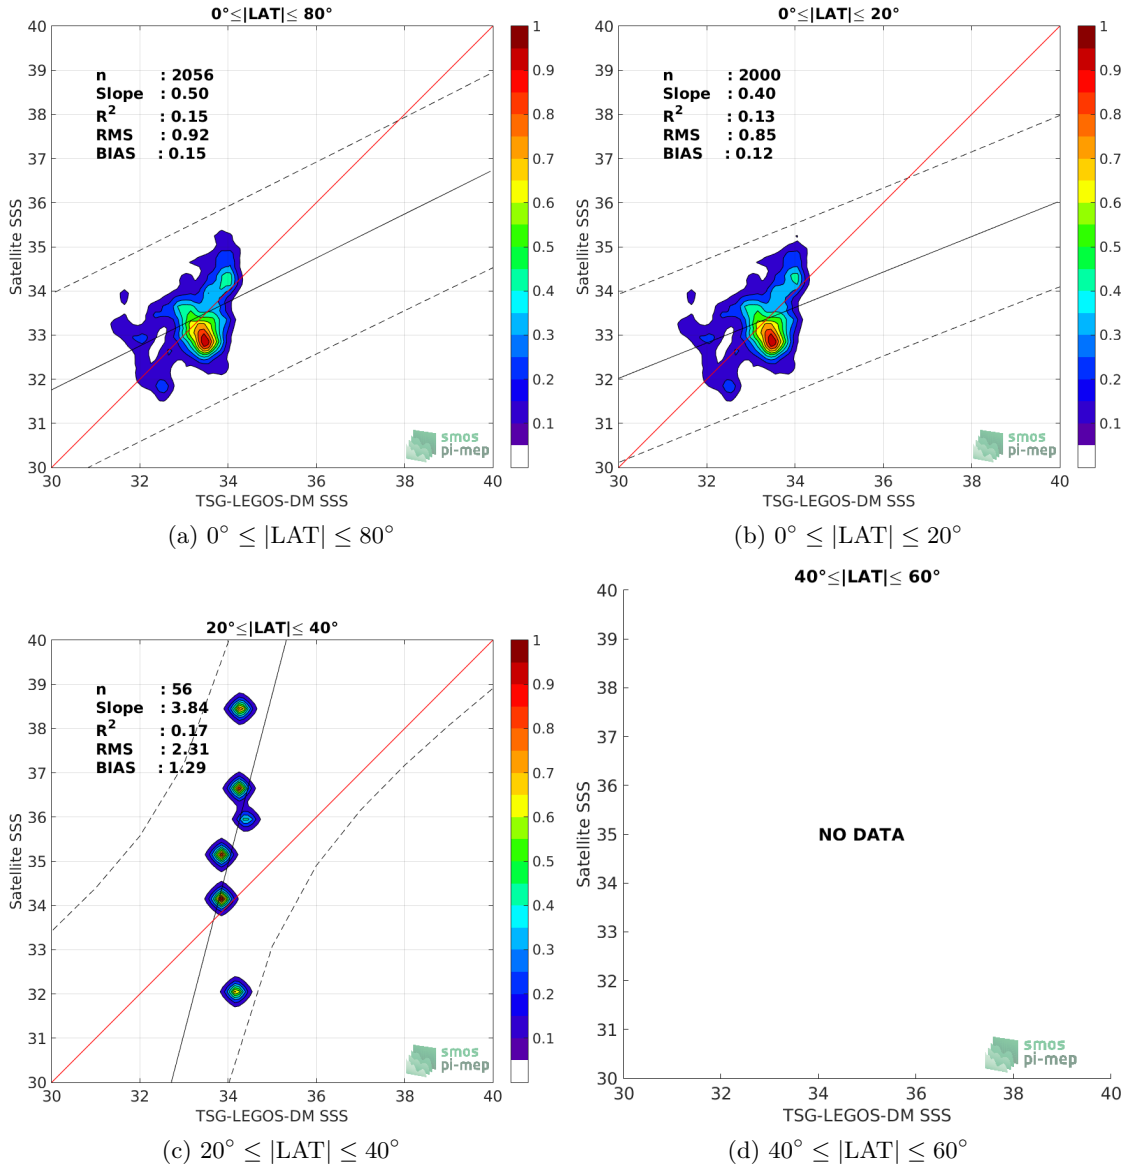 0°≤|LAT|≤ 80°
n : 2056
Slope : 0.50
R² : 0.15
RMS : 0.92
BIAS : 0.15
40
39
38
37
36
35
34
33
32
31
30
Satellite SSS
30 32 34 36 38 40
TSG-LEGOS-DM SSS
1
0.9
0.8
0.7
0.6
0.5
0.4
0.3
0.2
0.1
smos
pi-mep
(a) 0° ≤ |LAT| ≤ 80°
0°≤|LAT|≤ 20°
n : 2000
Slope : 0.40
R² : 0.13
RMS : 0.85
BIAS : 0.12
40
39
38
37
36
35
34
33
32
31
30
Satellite SSS
30 32 34 36 38 40
TSG-LEGOS-DM SSS
1
0.9
0.8
0.7
0.6
0.5
0.4
0.3
0.2
0.1
smos
pi-mep
(b) 0° ≤ |LAT| ≤ 20°
20°≤|LAT|≤ 40°
n : 56
Slope : 3.84
R² : 0.17
RMS : 2.31
BIAS : 1.29
40
39
38
37
36
35
34
33
32
31
30
Satellite SSS
30 32 34 36 38 40
TSG-LEGOS-DM SSS
1
0.9
0.8
0.7
0.6
0.5
0.4
0.3
0.2
0.1
smos
pi-mep
(c) 20° ≤ |LAT| ≤ 40°
40°≤|LAT|≤ 60°
40
39
38
37
36
35
34
33
32
31
30
Satellite SSS
NO DATA
30 32 34 36 38 40
TSG-LEGOS-DM SSS
smos
pi-mep
(d) 40° ≤ |LAT| ≤ 60°